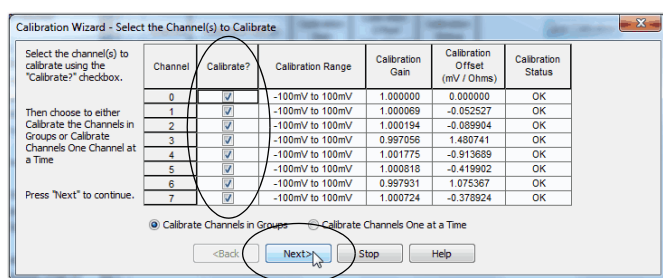 Calibration Wizard - Select the Channel(s) to Calibrate
Select the channel(s) to
calibrate using the
"Calibrate?" checkbox.
Then choose to either
Calibrate the Channels in
Groups or Calibrate
Channels One Channel at
a Time
Press "Next" to continue.
Channel Calibrate? Calibration Range Calibration Gain Calibration Offset (mV / Ohms) Calibration Status
0 -100mV to 100mV 1.000000 0.000000 OK
1 -100mV to 100mV 1.000069 -0.052527 OK
2 -100mV to 100mV 1.000194 -0.089904 OK
3 -100mV to 100mV 0.997056 1.480741 OK
4 -100mV to 100mV 1.001775 -0.913689 OK
5 -100mV to 100mV 1.000818 -0.419902 OK
6 -100mV to 100mV 0.997931 1.075367 OK
7 -100mV to 100mV 1.000724 -0.378924 OK
Calibrate Channels in Groups Calibrate Channels One at a Time
<Back Next> Stop Help